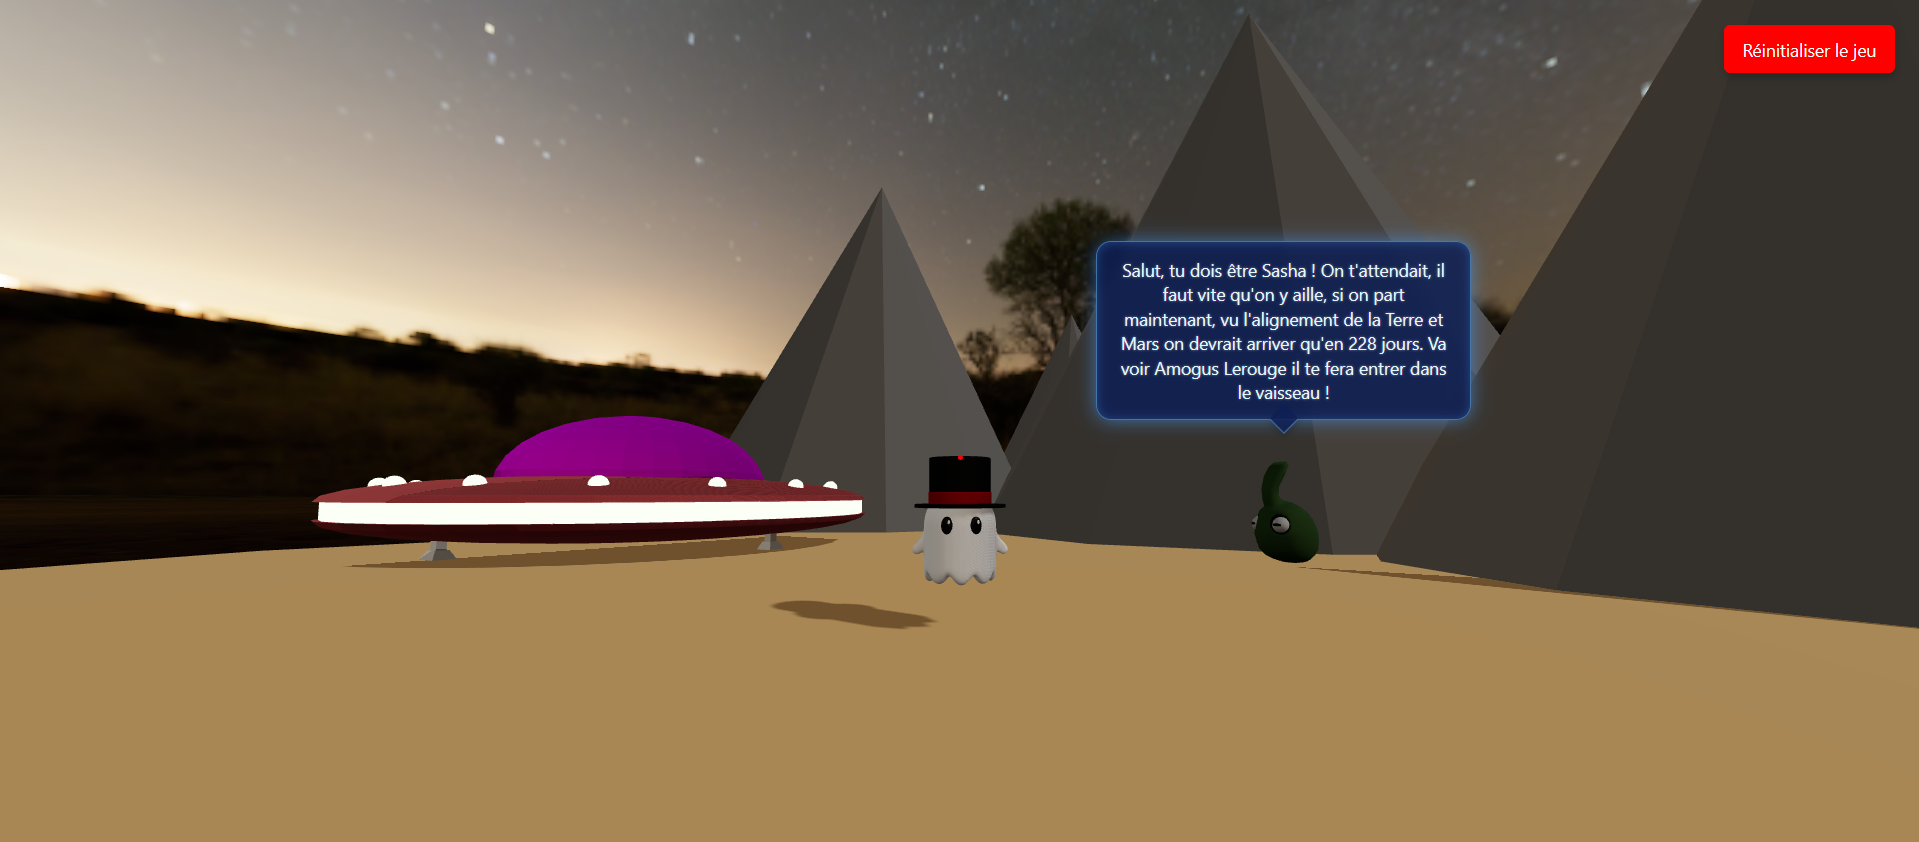 Réinitialiser le jeu
Salut, tu dois être Sasha ! On t'attendait, il
faut vite qu'on y aille, si on part
maintenant, vu l'alignement de la Terre et
Mars on devrait arriver qu'en 228 jours. Va
voir Amogus Lerouge il te fera entrer dans
le vaisseau !